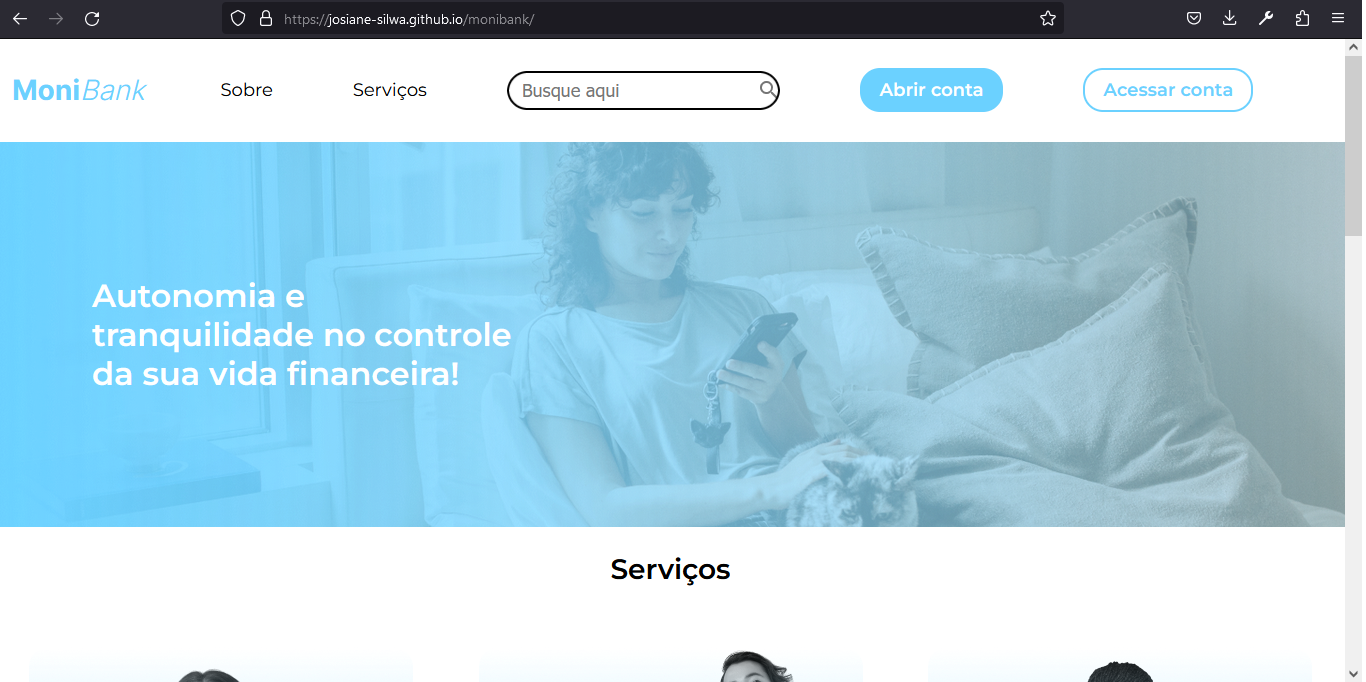 https://josiane-silwa.github.io/monibank/
MoniBank
Sobre
Serviços
Busque aqui
Abrir conta
Acessar conta
Autonomia e
tranquilidade no controle
da sua vida financeira!
Serviços